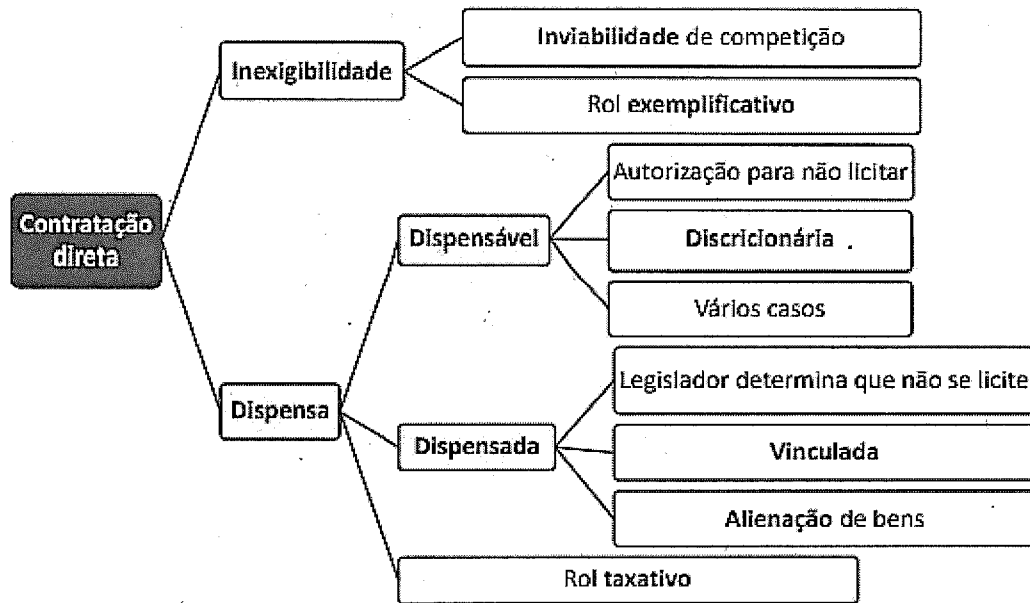 Contratação
direta
Inexigibilidade
Inviabilidade de competição
Rol exemplificativo
Dispensa
Dispensável
Autorização para não licitar
Discricionária
Vários casos
Dispensada
Legislador determina que não se licite
Vinculada
Alienação de bens
Rol taxativo